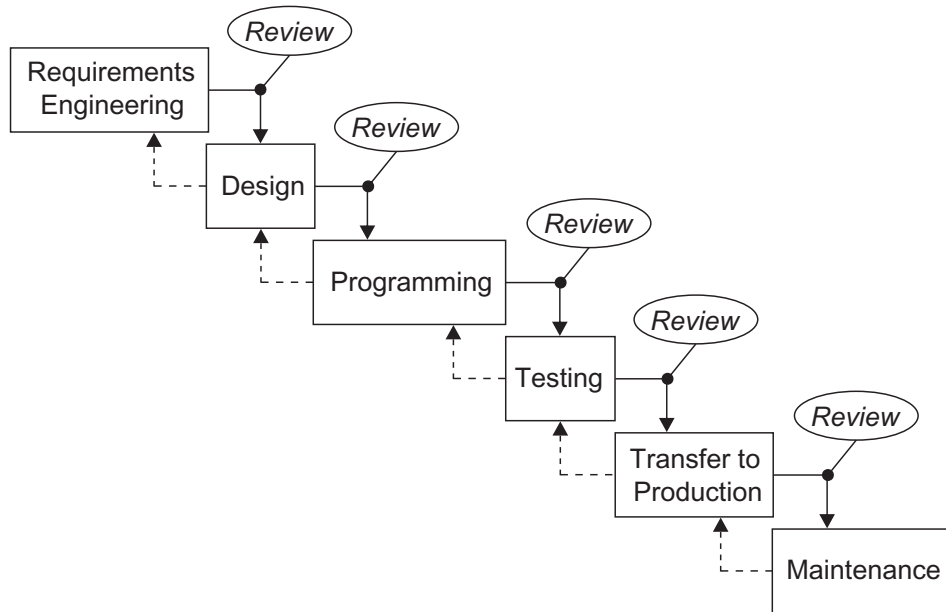 Review
Requirements
Engineering
Review
Design
Review
Programming
Review
Testing
Review
Transfer to
Production
Maintenance